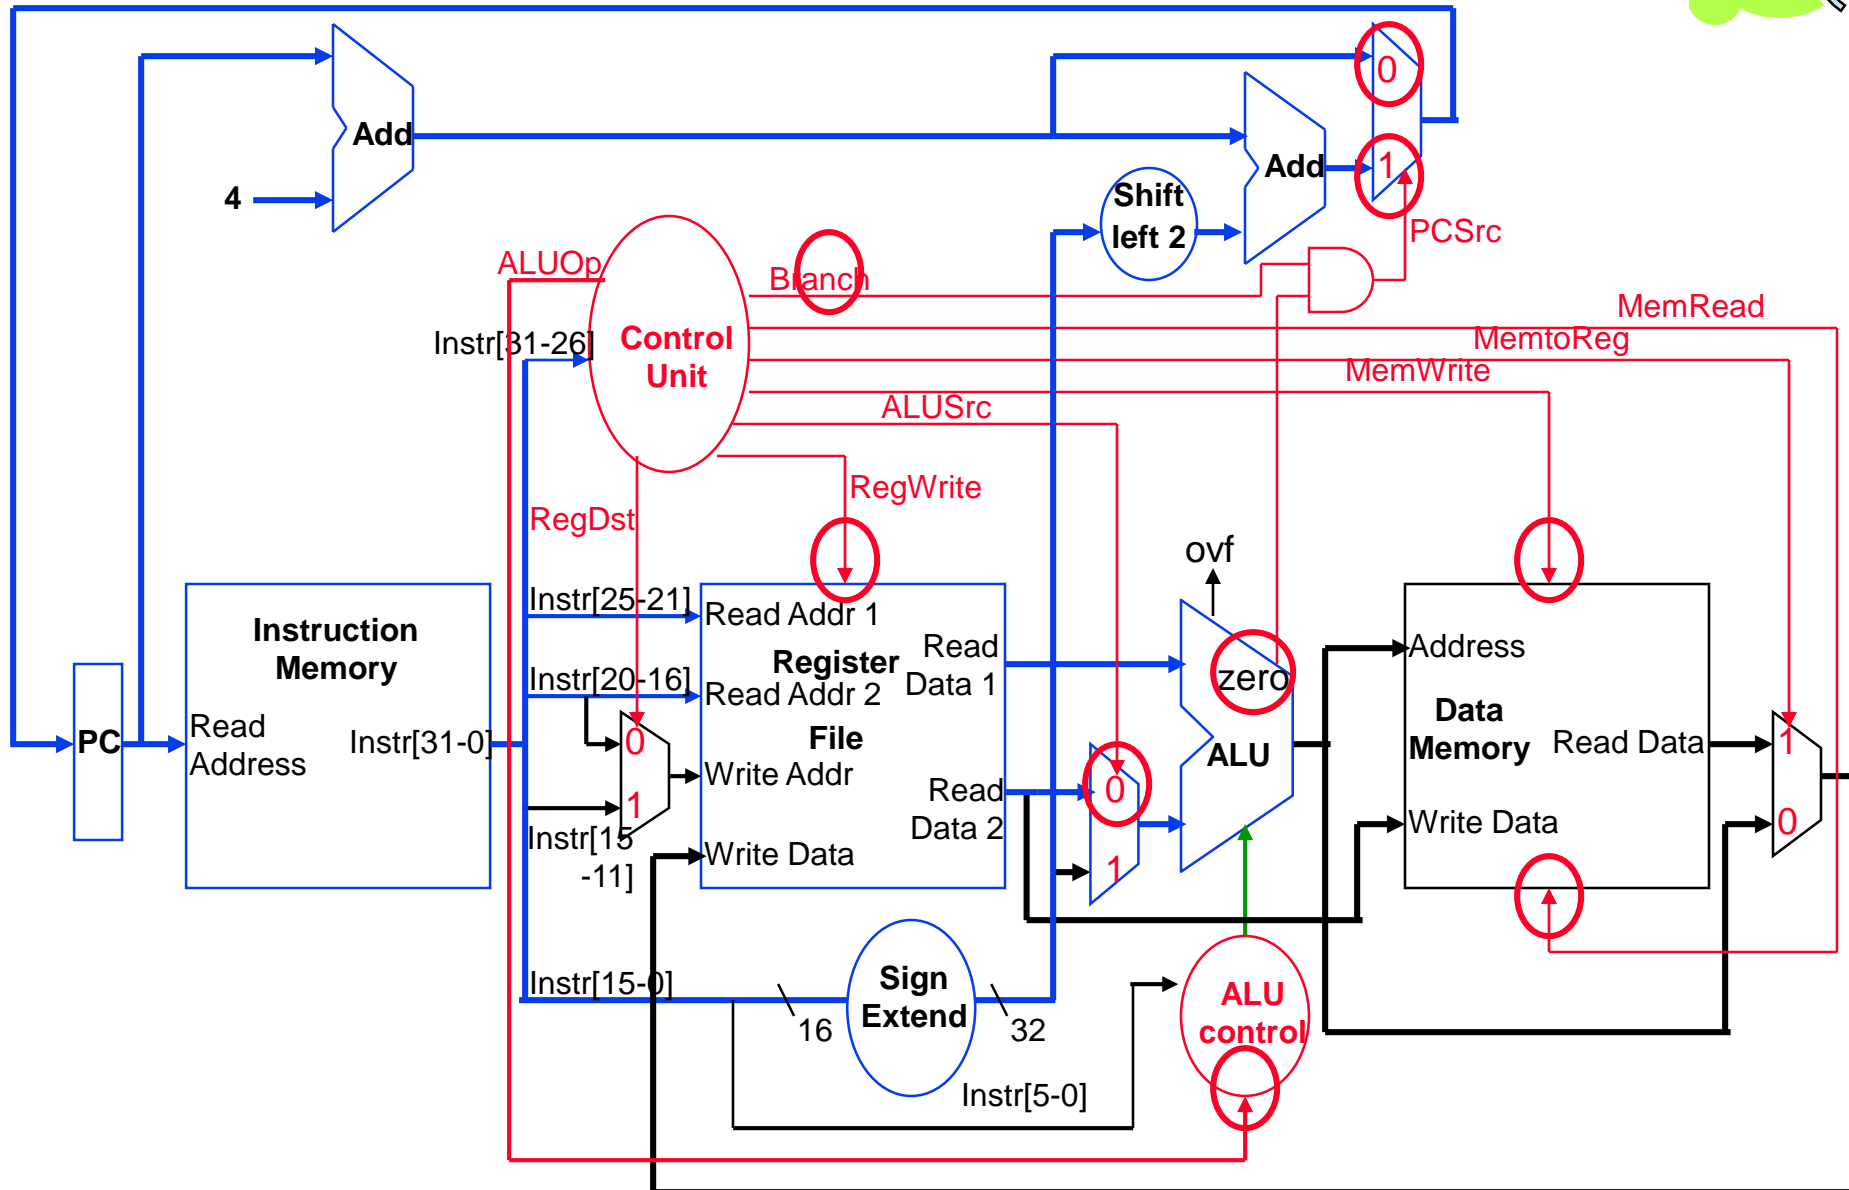 0
Add
Add
1
4
Shift
left 2
PCSrc
ALUOp
Branch
MemRead
Instr[31-26]
Control
Unit
MemtoReg
MemWrite
ALUSrc
RegWrite
RegDst
ovf
Instr[25-21]
Read Addr 1
Instruction
Memory
Register
Read
Data 1
zero
Address
Instr[20-16]
Read Addr 2
PC
Read
Address
Instr[31-0]
0
File
Data
Memory
Read Data
1
ALU
Write Addr
0
Read
Data 2
1
Instr[15
-11]
Write Data
1
Write Data
0
Instr[15-0]
Sign
Extend
16
32
ALU
control
Instr[5-0]